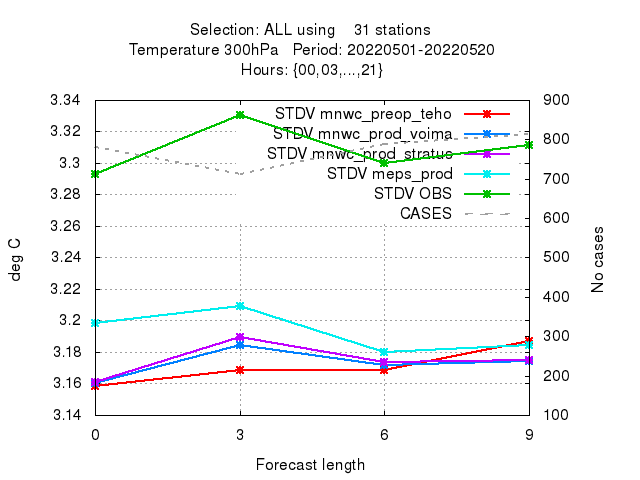 Selection: ALL using 31 stations
Temperature 300hPa Period: 20220501-20220520
Hours: {00,03,...,21}
STDV mnwc_preop_teho
STDV mnwc_prod_voima
STDV mnwc_prod_stratus
STDV meps_prod
STDV OBS
CASES
3.34
3.32
3.3
3.28
3.26
3.24
3.22
3.2
3.18
3.16
3.14
deg C
900
800
700
600
500
400
300
200
100
No cases
0 3 6 9
Forecast length